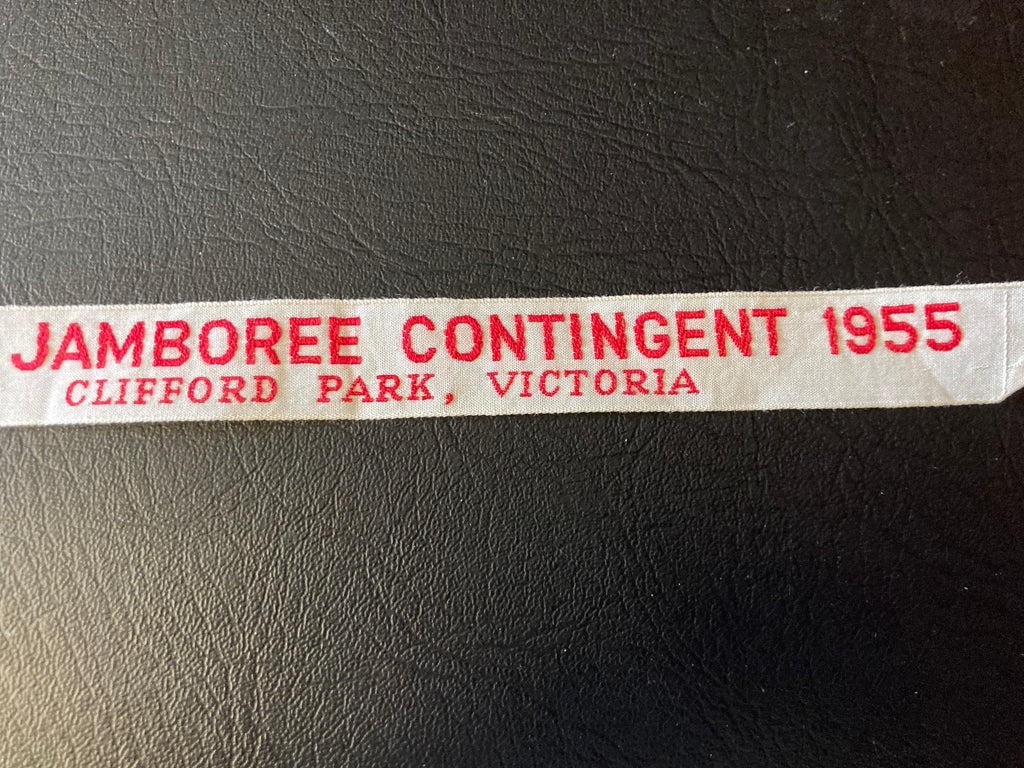 JAMBOREE CONTINGENT 1955
CLIFFORD PARK, VICTORIA